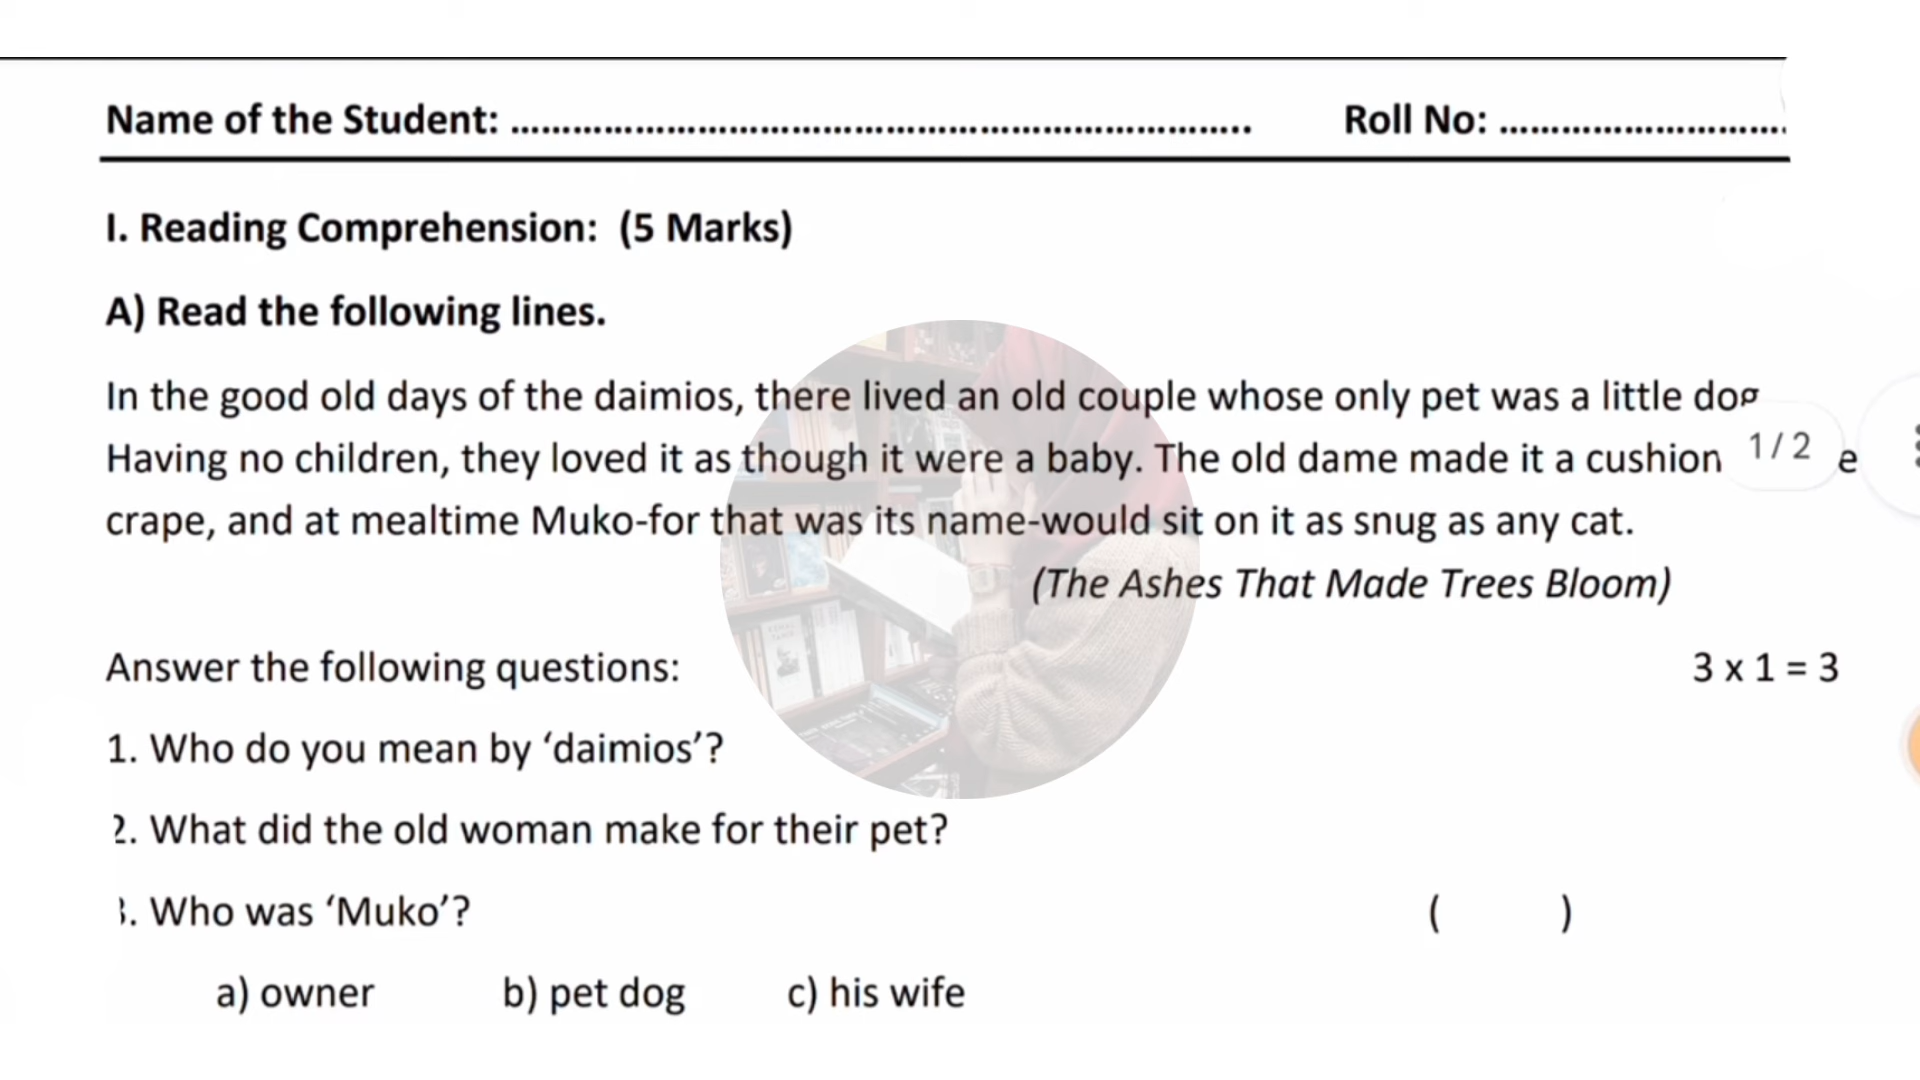 Name of the Student: ........................................................................ Roll No: ............................
I. Reading Comprehension: (5 Marks)
A) Read the following lines.
In the good old days of the daimios, there lived an old couple whose only pet was a little dog
Having no children, they loved it as though it were a baby. The old dame made it a cushion
1 / 2
crape, and at mealtime Muko-for that was its name-would sit on it as snug as any cat.
(The Ashes That Made Trees Bloom)
Answer the following questions: 3 x 1 = 3
1. Who do you mean by ‘daimios’?
2. What did the old woman make for their pet?
3. Who was ‘Muko’? ( )
a) owner b) pet dog c) his wife